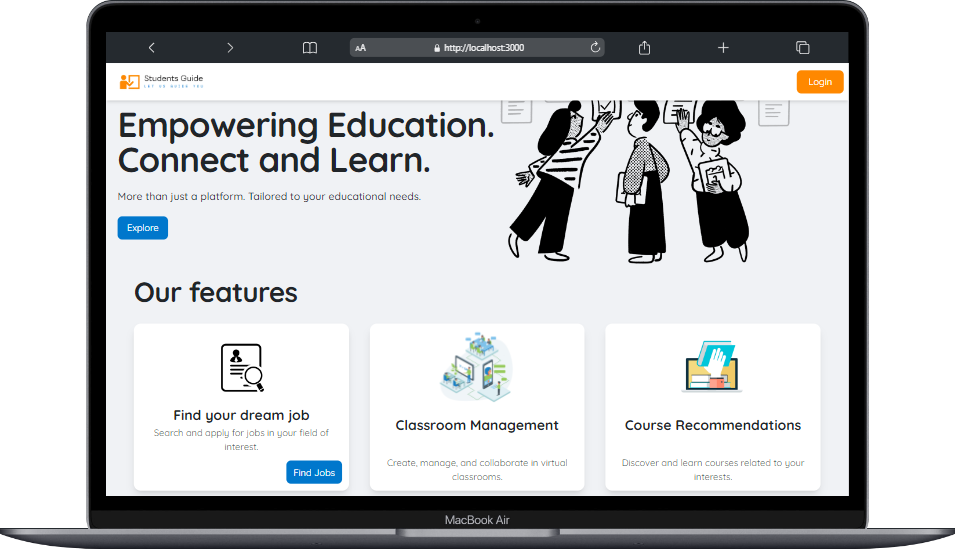 AA
http://localhost:3000
Students Guide
LET US GUIDE YOU
Login
Empowering Education.
Connect and Learn.
More than just a platform. Tailored to your educational needs.
Explore
Our features
Find your dream job
Search and apply for jobs in your field of
interest.
Find Jobs
Classroom Management
Create, manage, and collaborate in virtual
classrooms.
Course Recommendations
Discover and learn courses related to your
interests.
MacBook Air